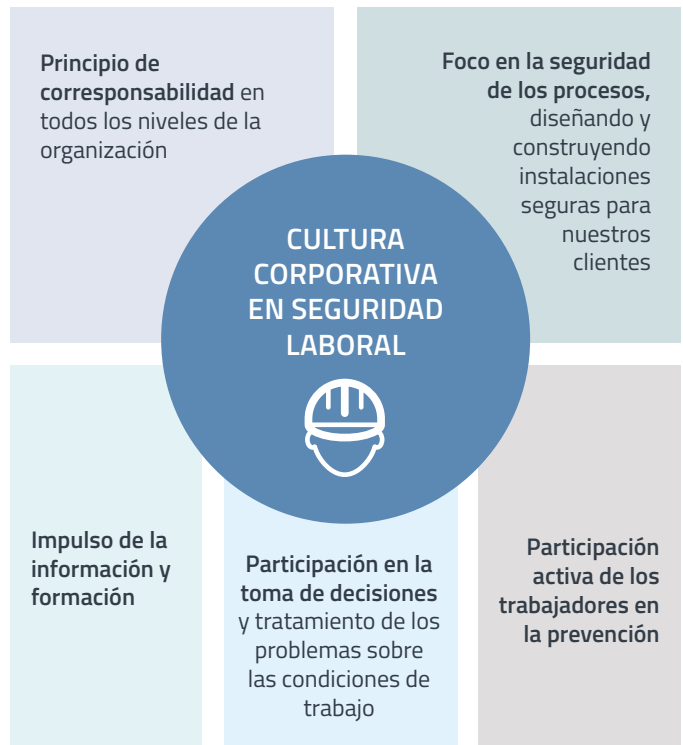 Principio de
corresponsabilidad en
todos los niveles de la
organización
Foco en la seguridad
de los procesos,
diseñando y
construyendo
instalaciones
seguras para
nuestros
clientes
CULTURA
CORPORATIVA
EN SEGURIDAD
LABORAL
Impulso de la
información y
formación
Participación en la
toma de decisiones
y tratamiento de los
problemas sobre
las condiciones de
trabajo
Participación
activa de los
trabajadores en
la prevención